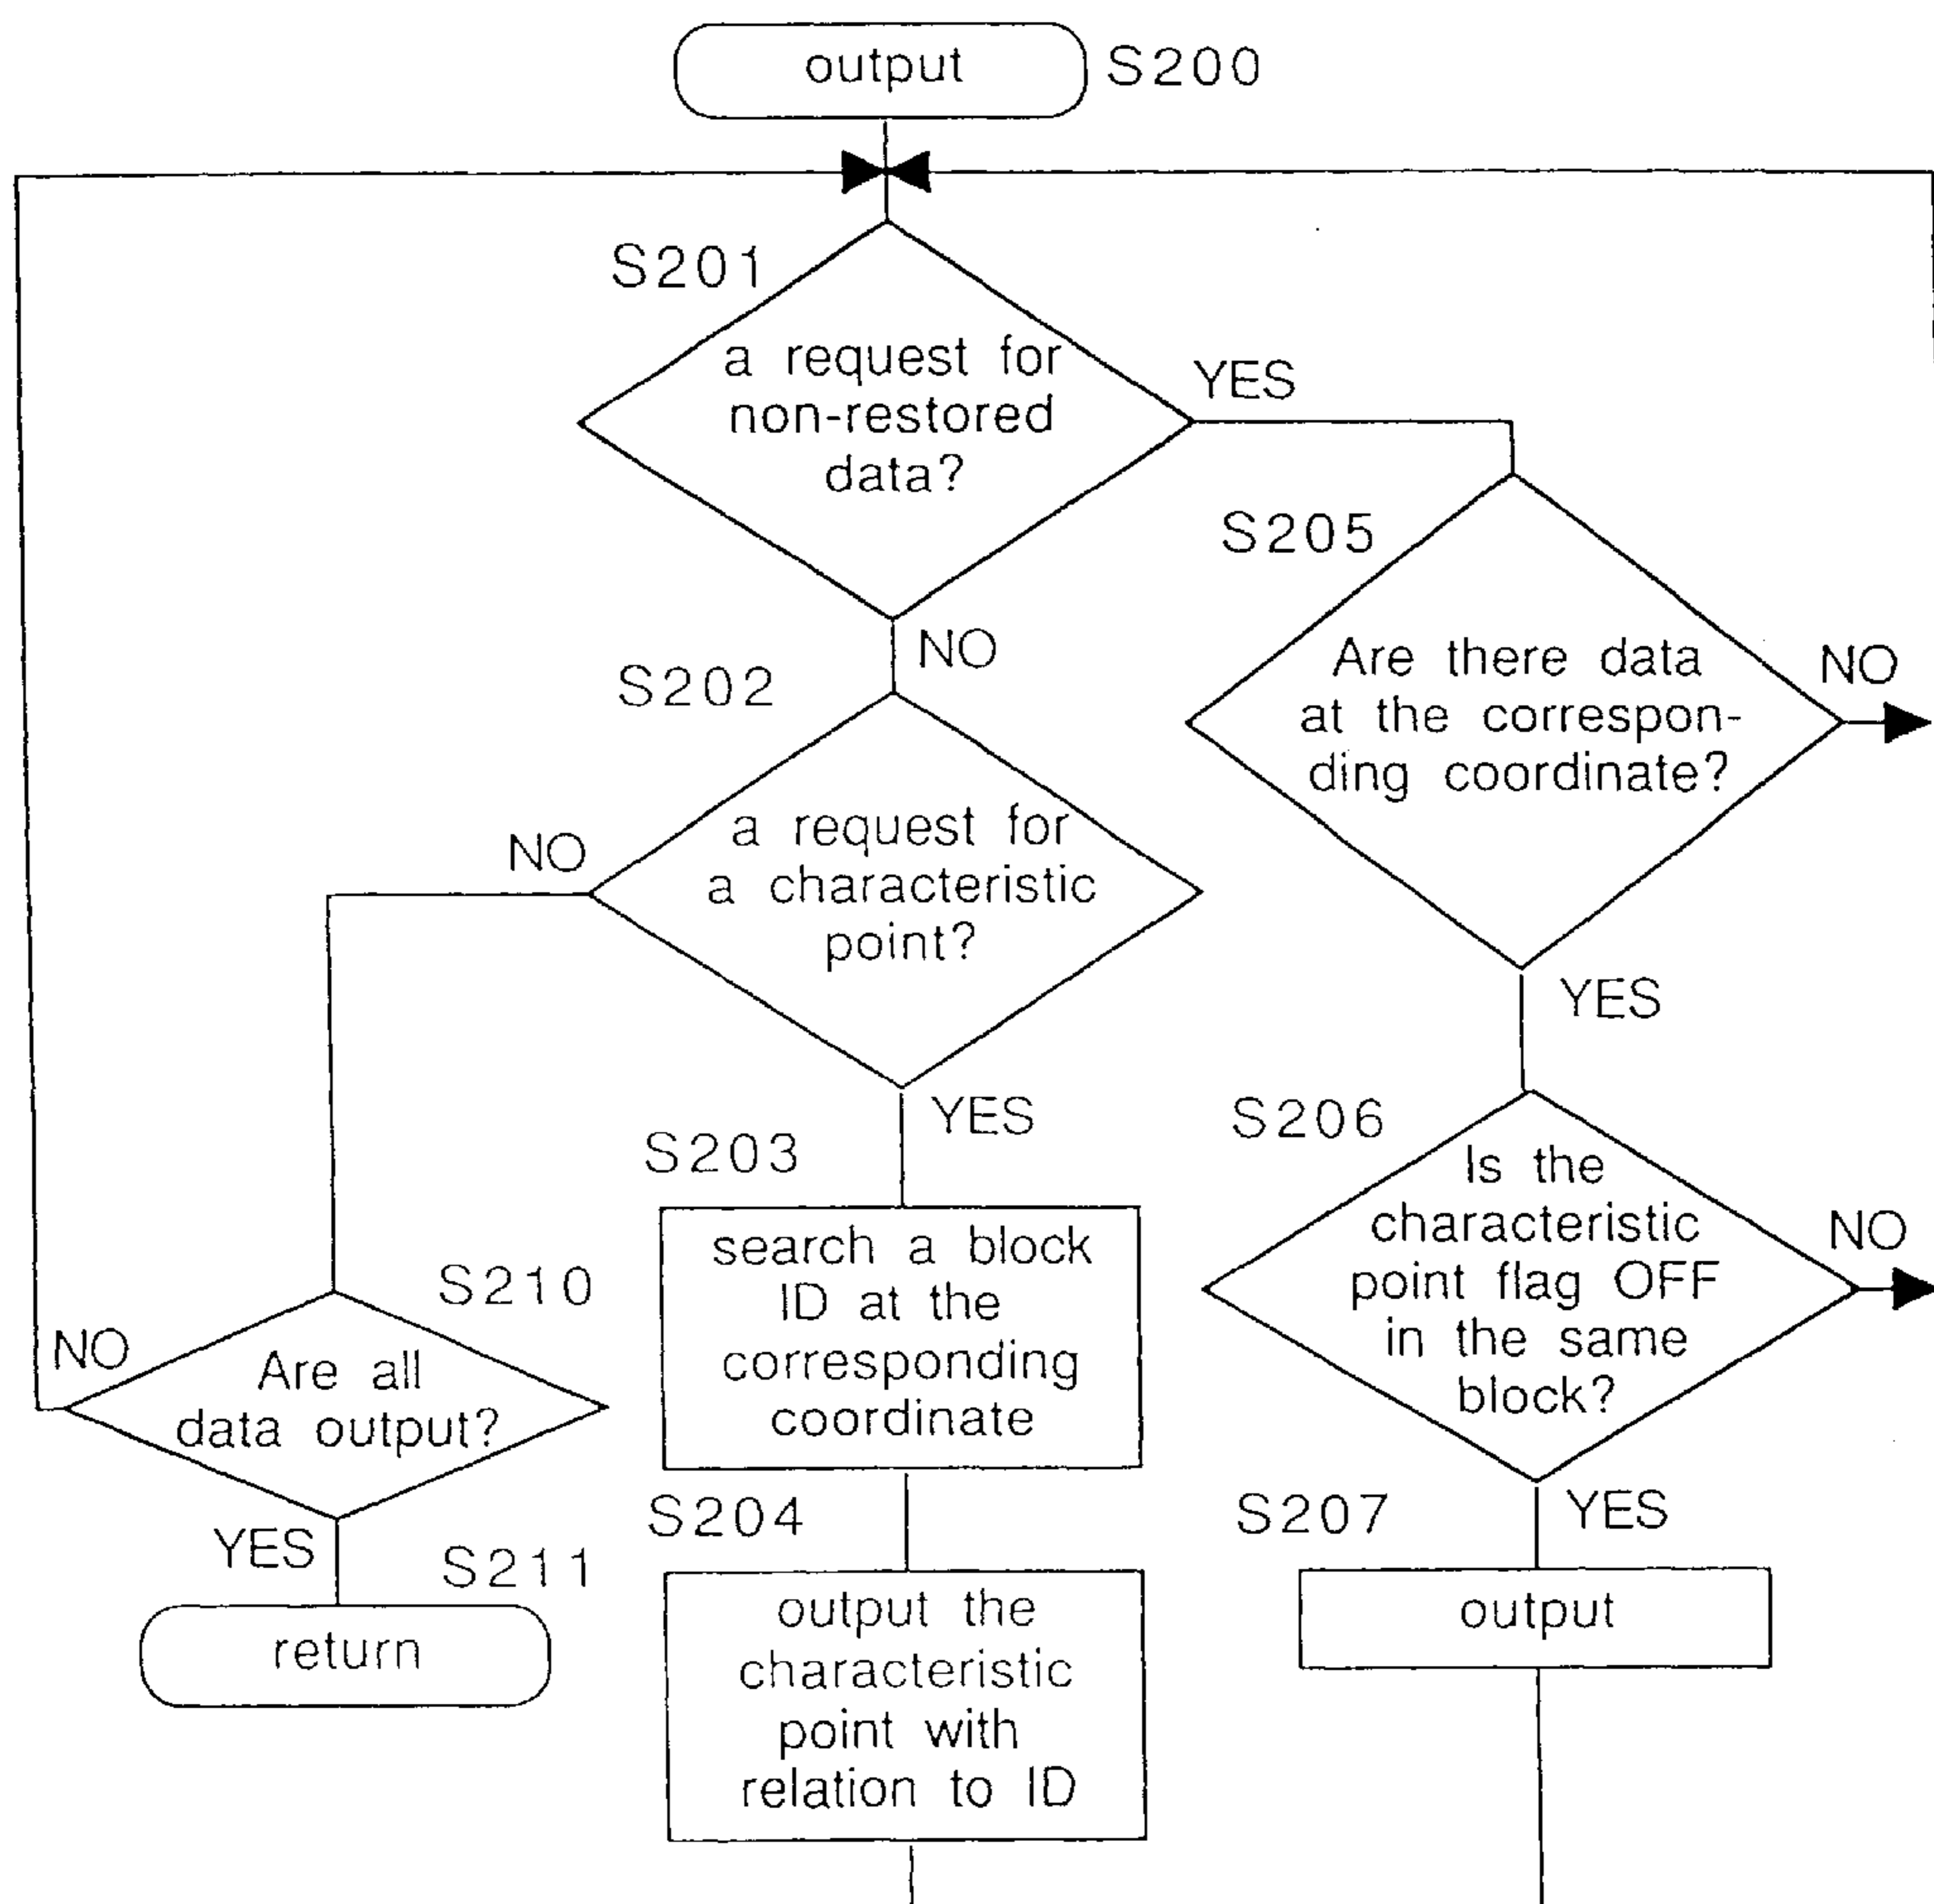 output
S200
S201
a request for
non-restored
data?
YES
NO
S205
Are there data
at the correspon-
ding coordinate?
NO
YES
S202
a request for
a characteristic
point?
NO
YES
S203
search a block
ID at the
corresponding
coordinate
S206
Is the
characteristic
point flag OFF
in the same
block?
NO
YES
S210
NO
Are all
data output?
YES
S211
return
S204
output the
characteristic
point with
relation to ID
S207
output